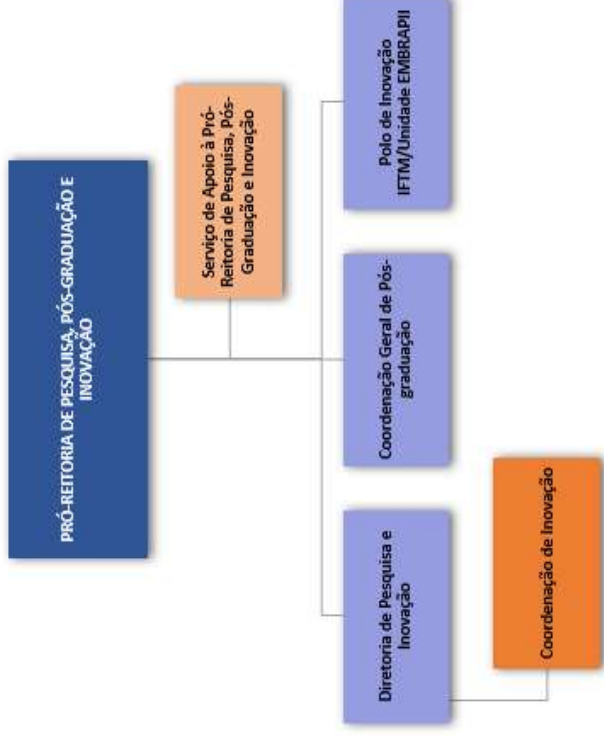 PRÓ-REITORIA DE PESQUISA, PÓS-GRADUAÇÃO E
INOVAÇÃO
Serviço de Apoio à Pró-
Reitoria de Pesquisa, Pós-
Graduação e Inovação
Diretoria de Pesquisa e
Inovação
Coordenação Geral de Pós-
graduação
Polo de Inovação
IFTM/Unidade EMBRAPII
Coordenação de Inovação